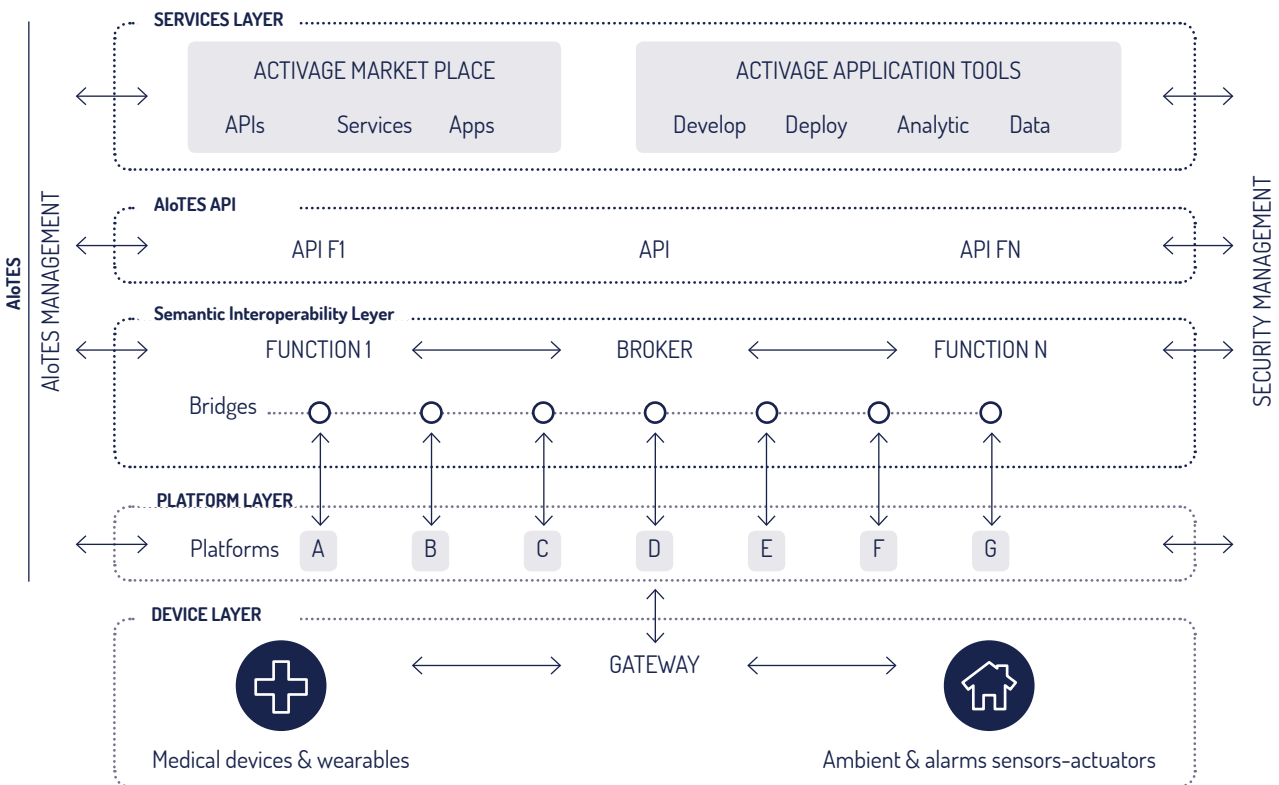 SERVICES LAYER
ACTIVAGE MARKET PLACE
APIs Services Apps
ACTIVAGE APPLICATION TOOLS
Develop Deploy Analytic Data
AIoTES
AIoTES MANAGEMENT
SECURITY MANAGEMENT
AIoTES API
API F1 API API FN
Semantic Interoperability Leyer
FUNCTION 1 BROKER FUNCTION N
Bridges
PLATFORM LAYER
Platforms A B C D E F G
DEVICE LAYER
GATEWAY
Medical devices & wearables
Ambient & alarms sensors-actuators